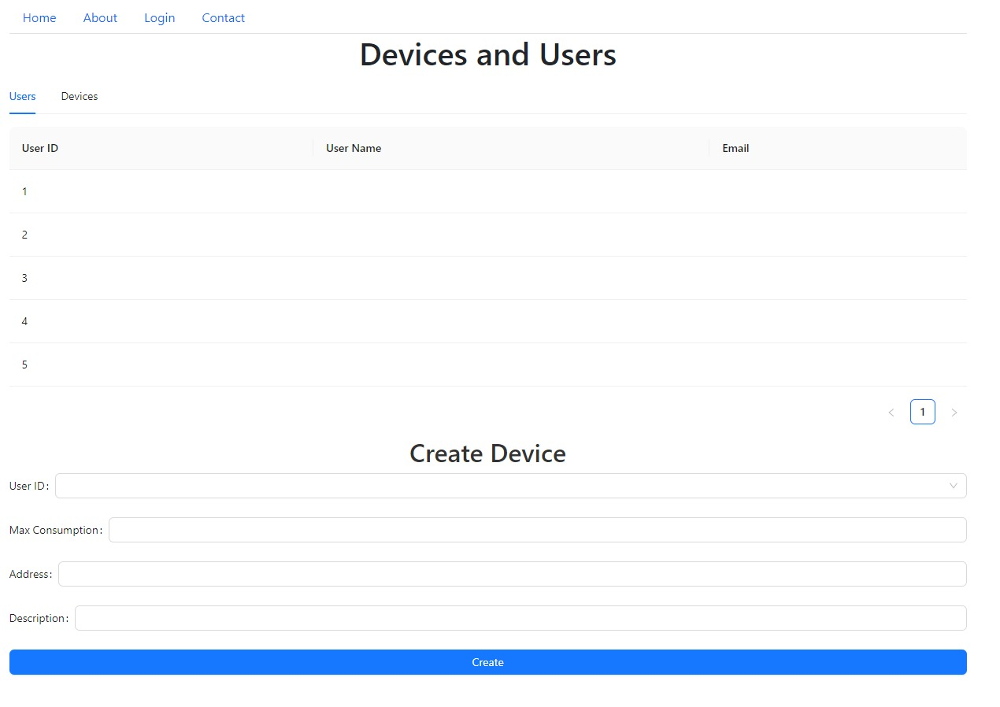 Home About Login Contact
Devices and Users
Users Devices
User ID User Name Email
1
2
3
4
5
1
Create Device
User ID:
Max Consumption:
Address:
Description:
Create